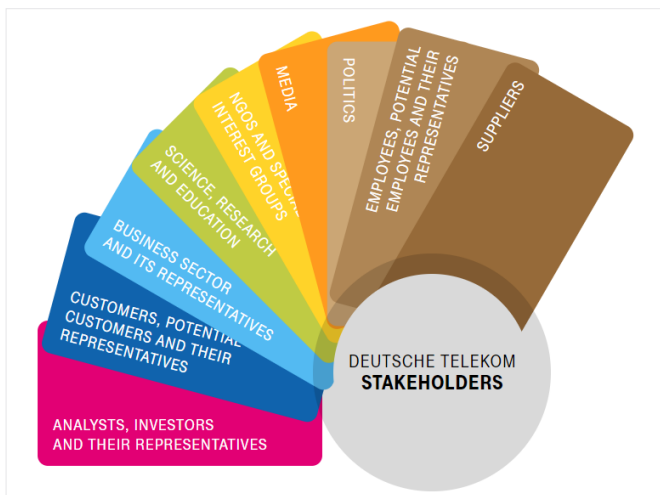 ANALYSTS, INVESTORS
AND THEIR REPRESENTATIVES
CUSTOMERS, POTENTIAL
CUSTOMERS AND THEIR
REPRESENTATIVES
BUSINESS SECTOR
AND ITS REPRESENTATIVES
SCIENCE, RESEARCH
AND EDUCATION
NGOS AND SPECIAL
INTEREST GROUPS
MEDIA
POLITICS
EMPLOYEES, POTENTIAL
EMPLOYEES AND THEIR
REPRESENTATIVES
SUPPLIERS
DEUTSCHE TELEKOM
STAKEHOLDERS